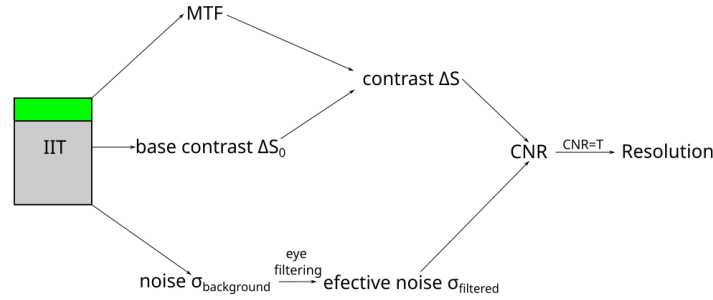 MTF
contrast ΔS
IIT
base contrast ΔS₀
CNR
CNR=T
Resolution
eye
filtering
noise σbackground
efective noise σfiltered